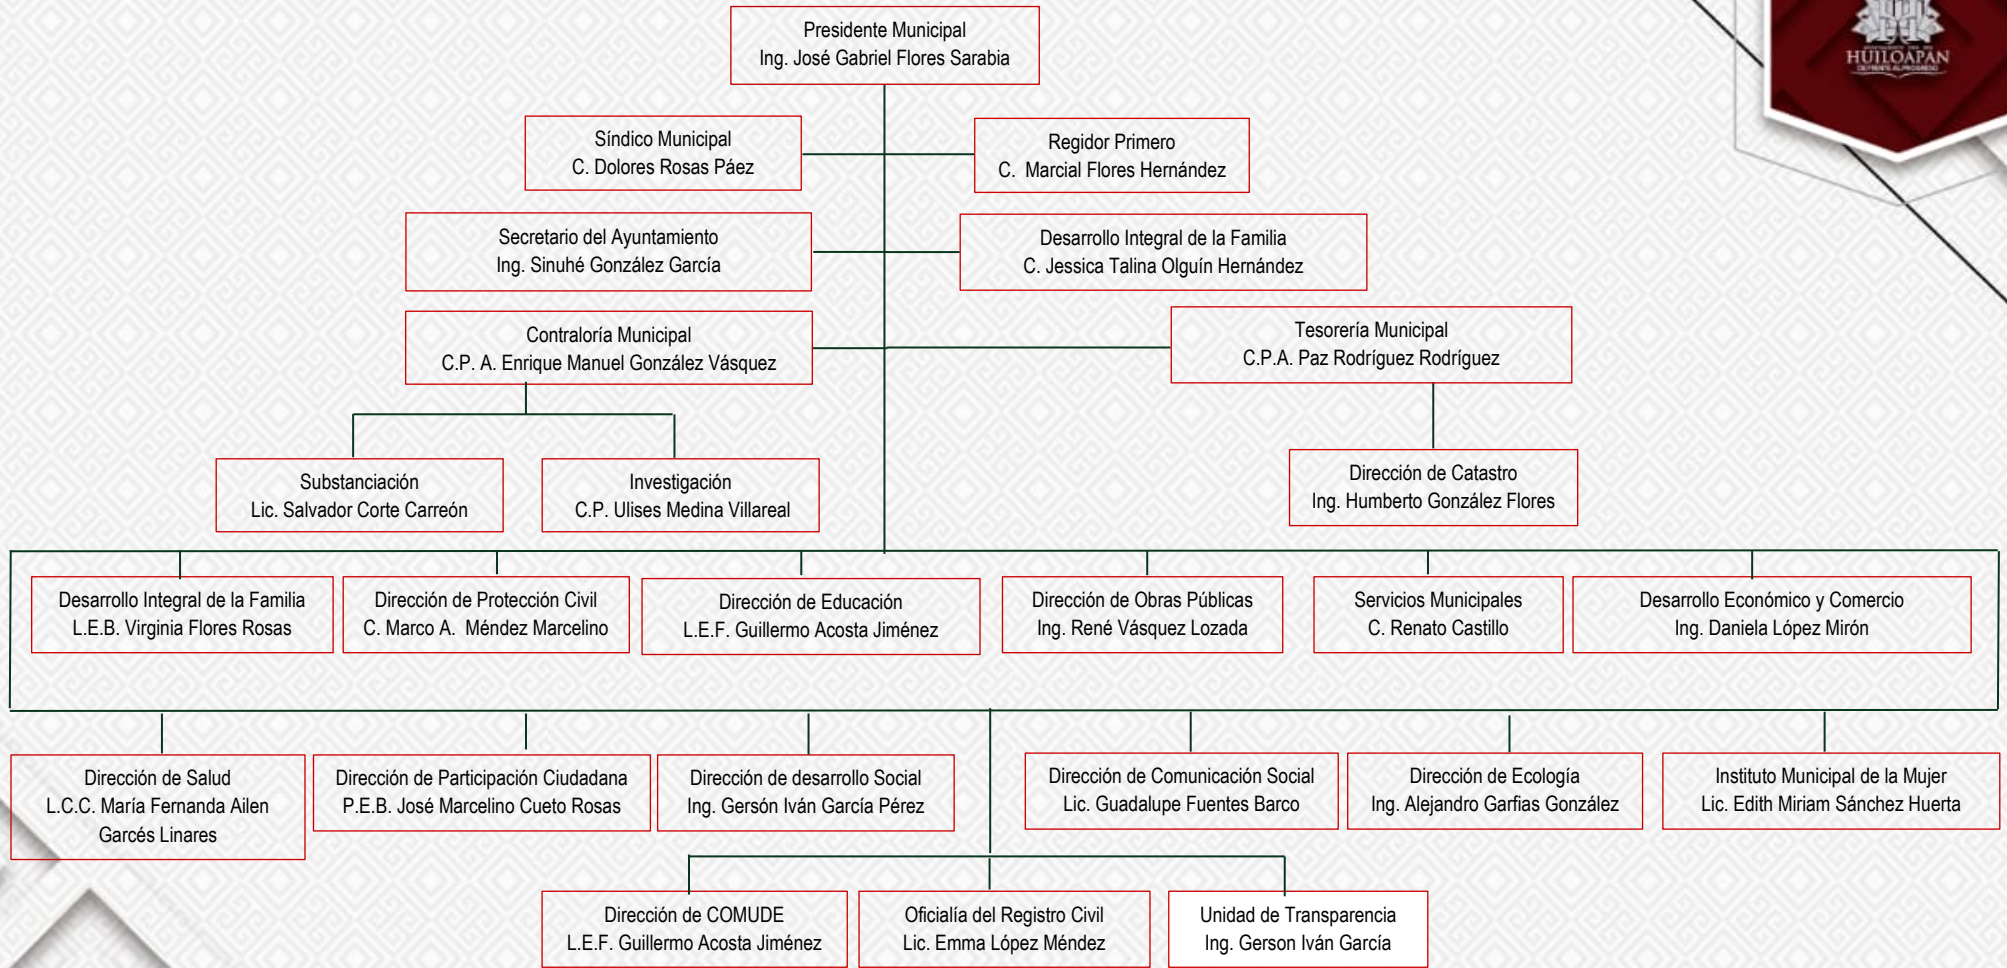 Presidente Municipal
Ing. José Gabriel Flores Sarabia
HUILOAPAN
Síndico Municipal
C. Dolores Rosas Páez
Regidor Primero
C. Marcial Flores Hernández
Secretario del Ayuntamiento
Ing. Sinuhé González García
Desarrollo Integral de la Familia
C. Jessica Talina Olguín Hernández
Contraloría Municipal
C.P. A. Enrique Manuel González Vásquez
Tesorería Municipal
C.P.A. Paz Rodríguez Rodríguez
Substanciación
Lic. Salvador Corte Carreón
Investigación
C.P. Ulises Medina Villareal
Dirección de Catastro
Ing. Humberto González Flores
Desarrollo Integral de la Familia
L.E.B. Virginia Flores Rosas
Dirección de Protección Civil
C. Marco A. Méndez Marcelino
Dirección de Educación
L.E.F. Guillermo Acosta Jiménez
Dirección de Obras Públicas
Ing. René Vásquez Lozada
Servicios Municipales
C. Renato Castillo
Desarrollo Económico y Comercio
Ing. Daniela López Mirón
Dirección de Salud
L.C.C. María Fernanda Ailen
Garcés Linares
Dirección de Participación Ciudadana
P.E.B. José Marcelino Cueto Rosas
Dirección de desarrollo Social
Ing. Gersón Iván García Pérez
Dirección de Comunicación Social
Lic. Guadalupe Fuentes Barco
Dirección de Ecología
Ing. Alejandro Garfias González
Instituto Municipal de la Mujer
Lic. Edith Miriam Sánchez Huerta
Dirección de COMUDE
L.E.F. Guillermo Acosta Jiménez
Oficialía del Registro Civil
Lic. Emma López Méndez
Unidad de Transparencia
Ing. Gerson Iván García